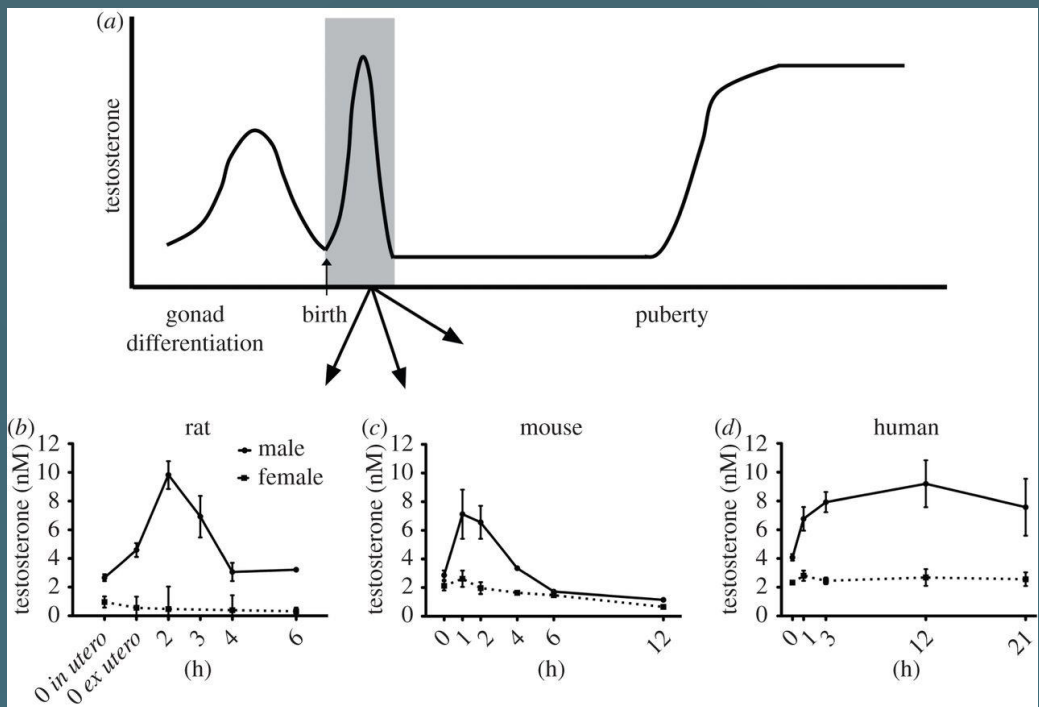 (a)
testosterone
gonad
differentiation
birth
puberty
(b) rat
testosterone (nM)
12
10
8
6
4
2
0
male
female
0 in utero
0 ex utero
2
3
4
6
(h)
(c) mouse
testosterone (nM)
12
10
8
6
4
2
0
0
1
2
4
6
12
(h)
(d) human
testosterone (nM)
12
10
8
6
4
2
0
0
1
3
12
21
(h)